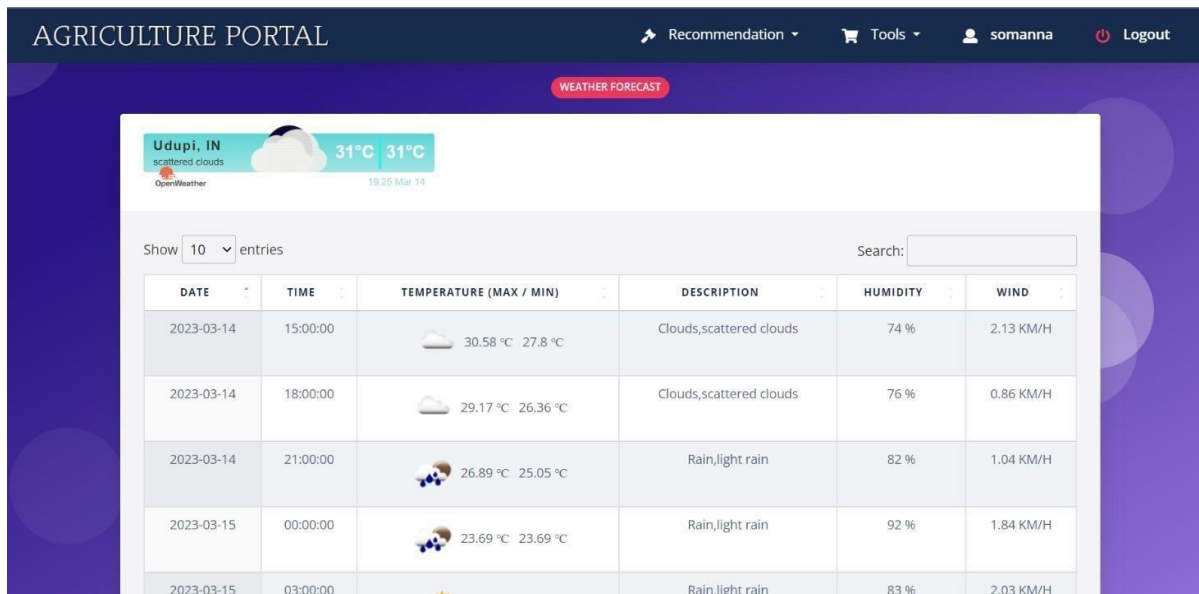 AGRICULTURE PORTAL Recommendation Tools somanna Logout
WEATHER FORECAST
Udupi, IN
scattered clouds
31°C 31°C
OpenWeather
19:25 Mar 14
Show 10 entries Search:
DATE TIME TEMPERATURE (MAX / MIN) DESCRIPTION HUMIDITY WIND
2023-03-14 15:00:00 30.58 °C 27.8 °C Clouds,scattered clouds 74 % 2.13 KM/H
2023-03-14 18:00:00 29.17 °C 26.36 °C Clouds,scattered clouds 76 % 0.86 KM/H
2023-03-14 21:00:00 26.89 °C 25.05 °C Rain,light rain 82 % 1.04 KM/H
2023-03-15 00:00:00 23.69 °C 23.69 °C Rain,light rain 92 % 1.84 KM/H
2023-03-15 03:00:00 Rain,light rain 83 % 2.03 KM/H